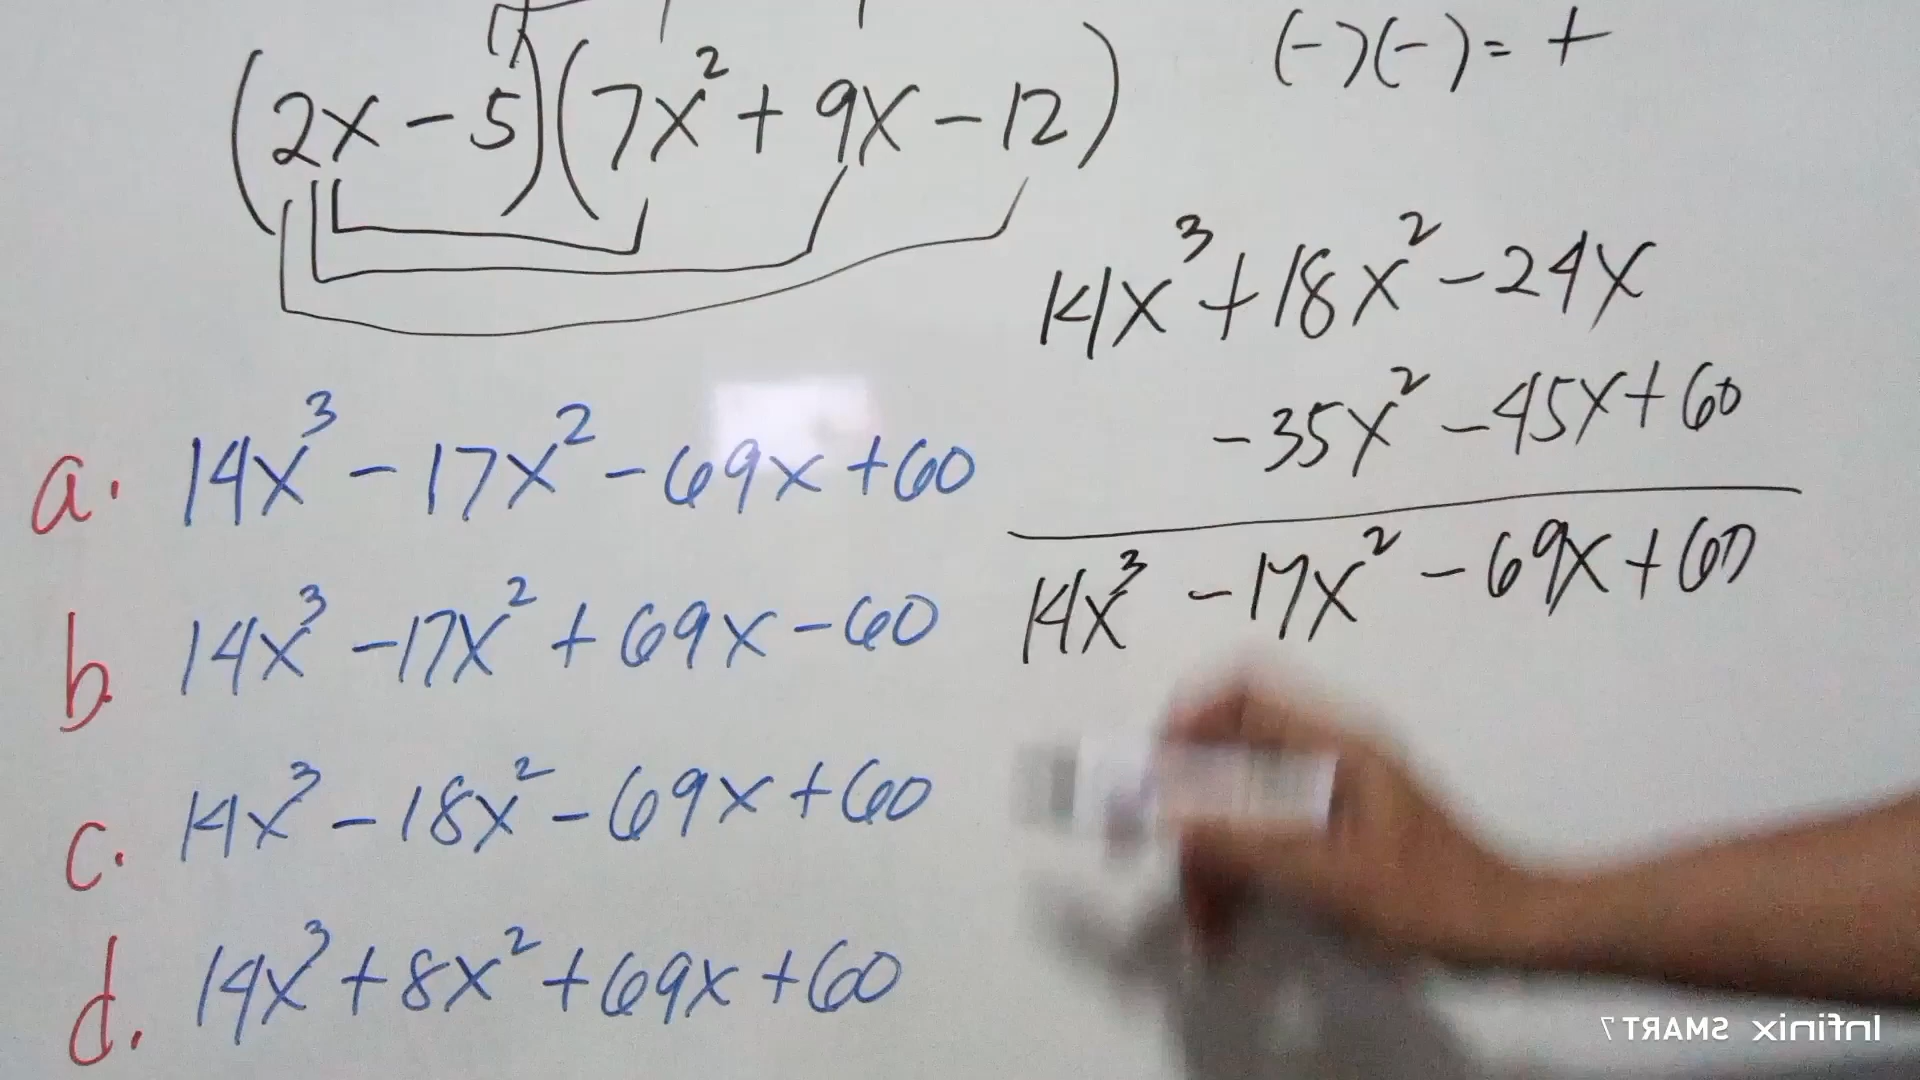 (2x - 5)(7x² + 9x - 12)
(-)(-) = +
14x³ + 18x² - 24x
- 35x² - 45x + 60
14x³ - 17x² - 69x + 60
a. 14x³ - 17x² - 69x + 60
b. 14x³ - 17x² + 69x - 60
c. 14x³ - 18x² - 69x + 60
d. 14x³ + 8x² + 69x + 60
Infinix SMART 7